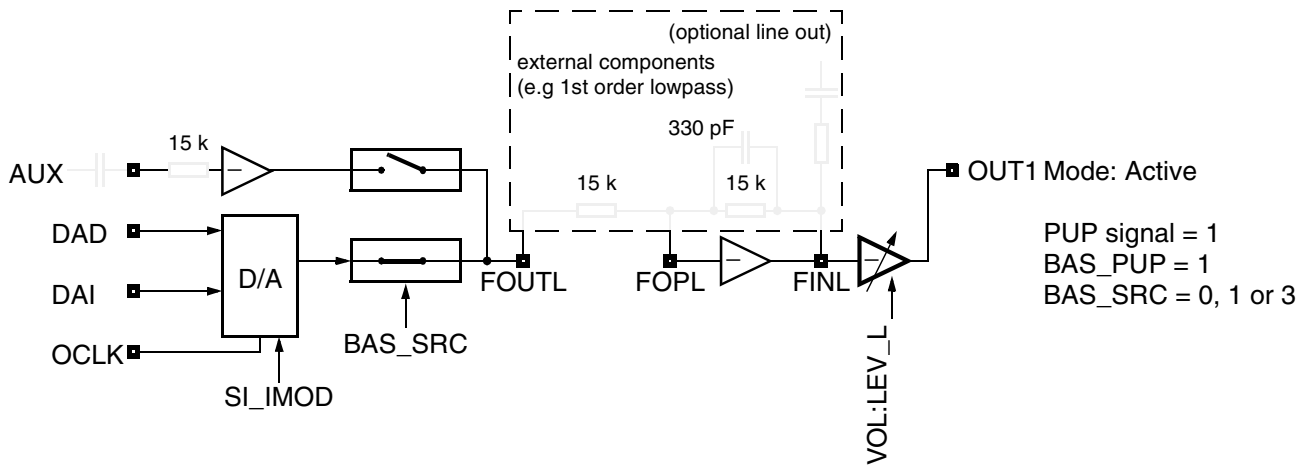 (optional line out)
external components
(e.g 1st order lowpass)
330 pF
15 k
15 k
15 k
AUX
OUT1 Mode: Active
DAD
PUP signal = 1
BAS_PUP = 1
BAS_SRC = 0, 1 or 3
D/A
FOUTL
FOPL
FINL
DAI
BAS_SRC
OCLK
SI_IMOD
VOL:LEV_L